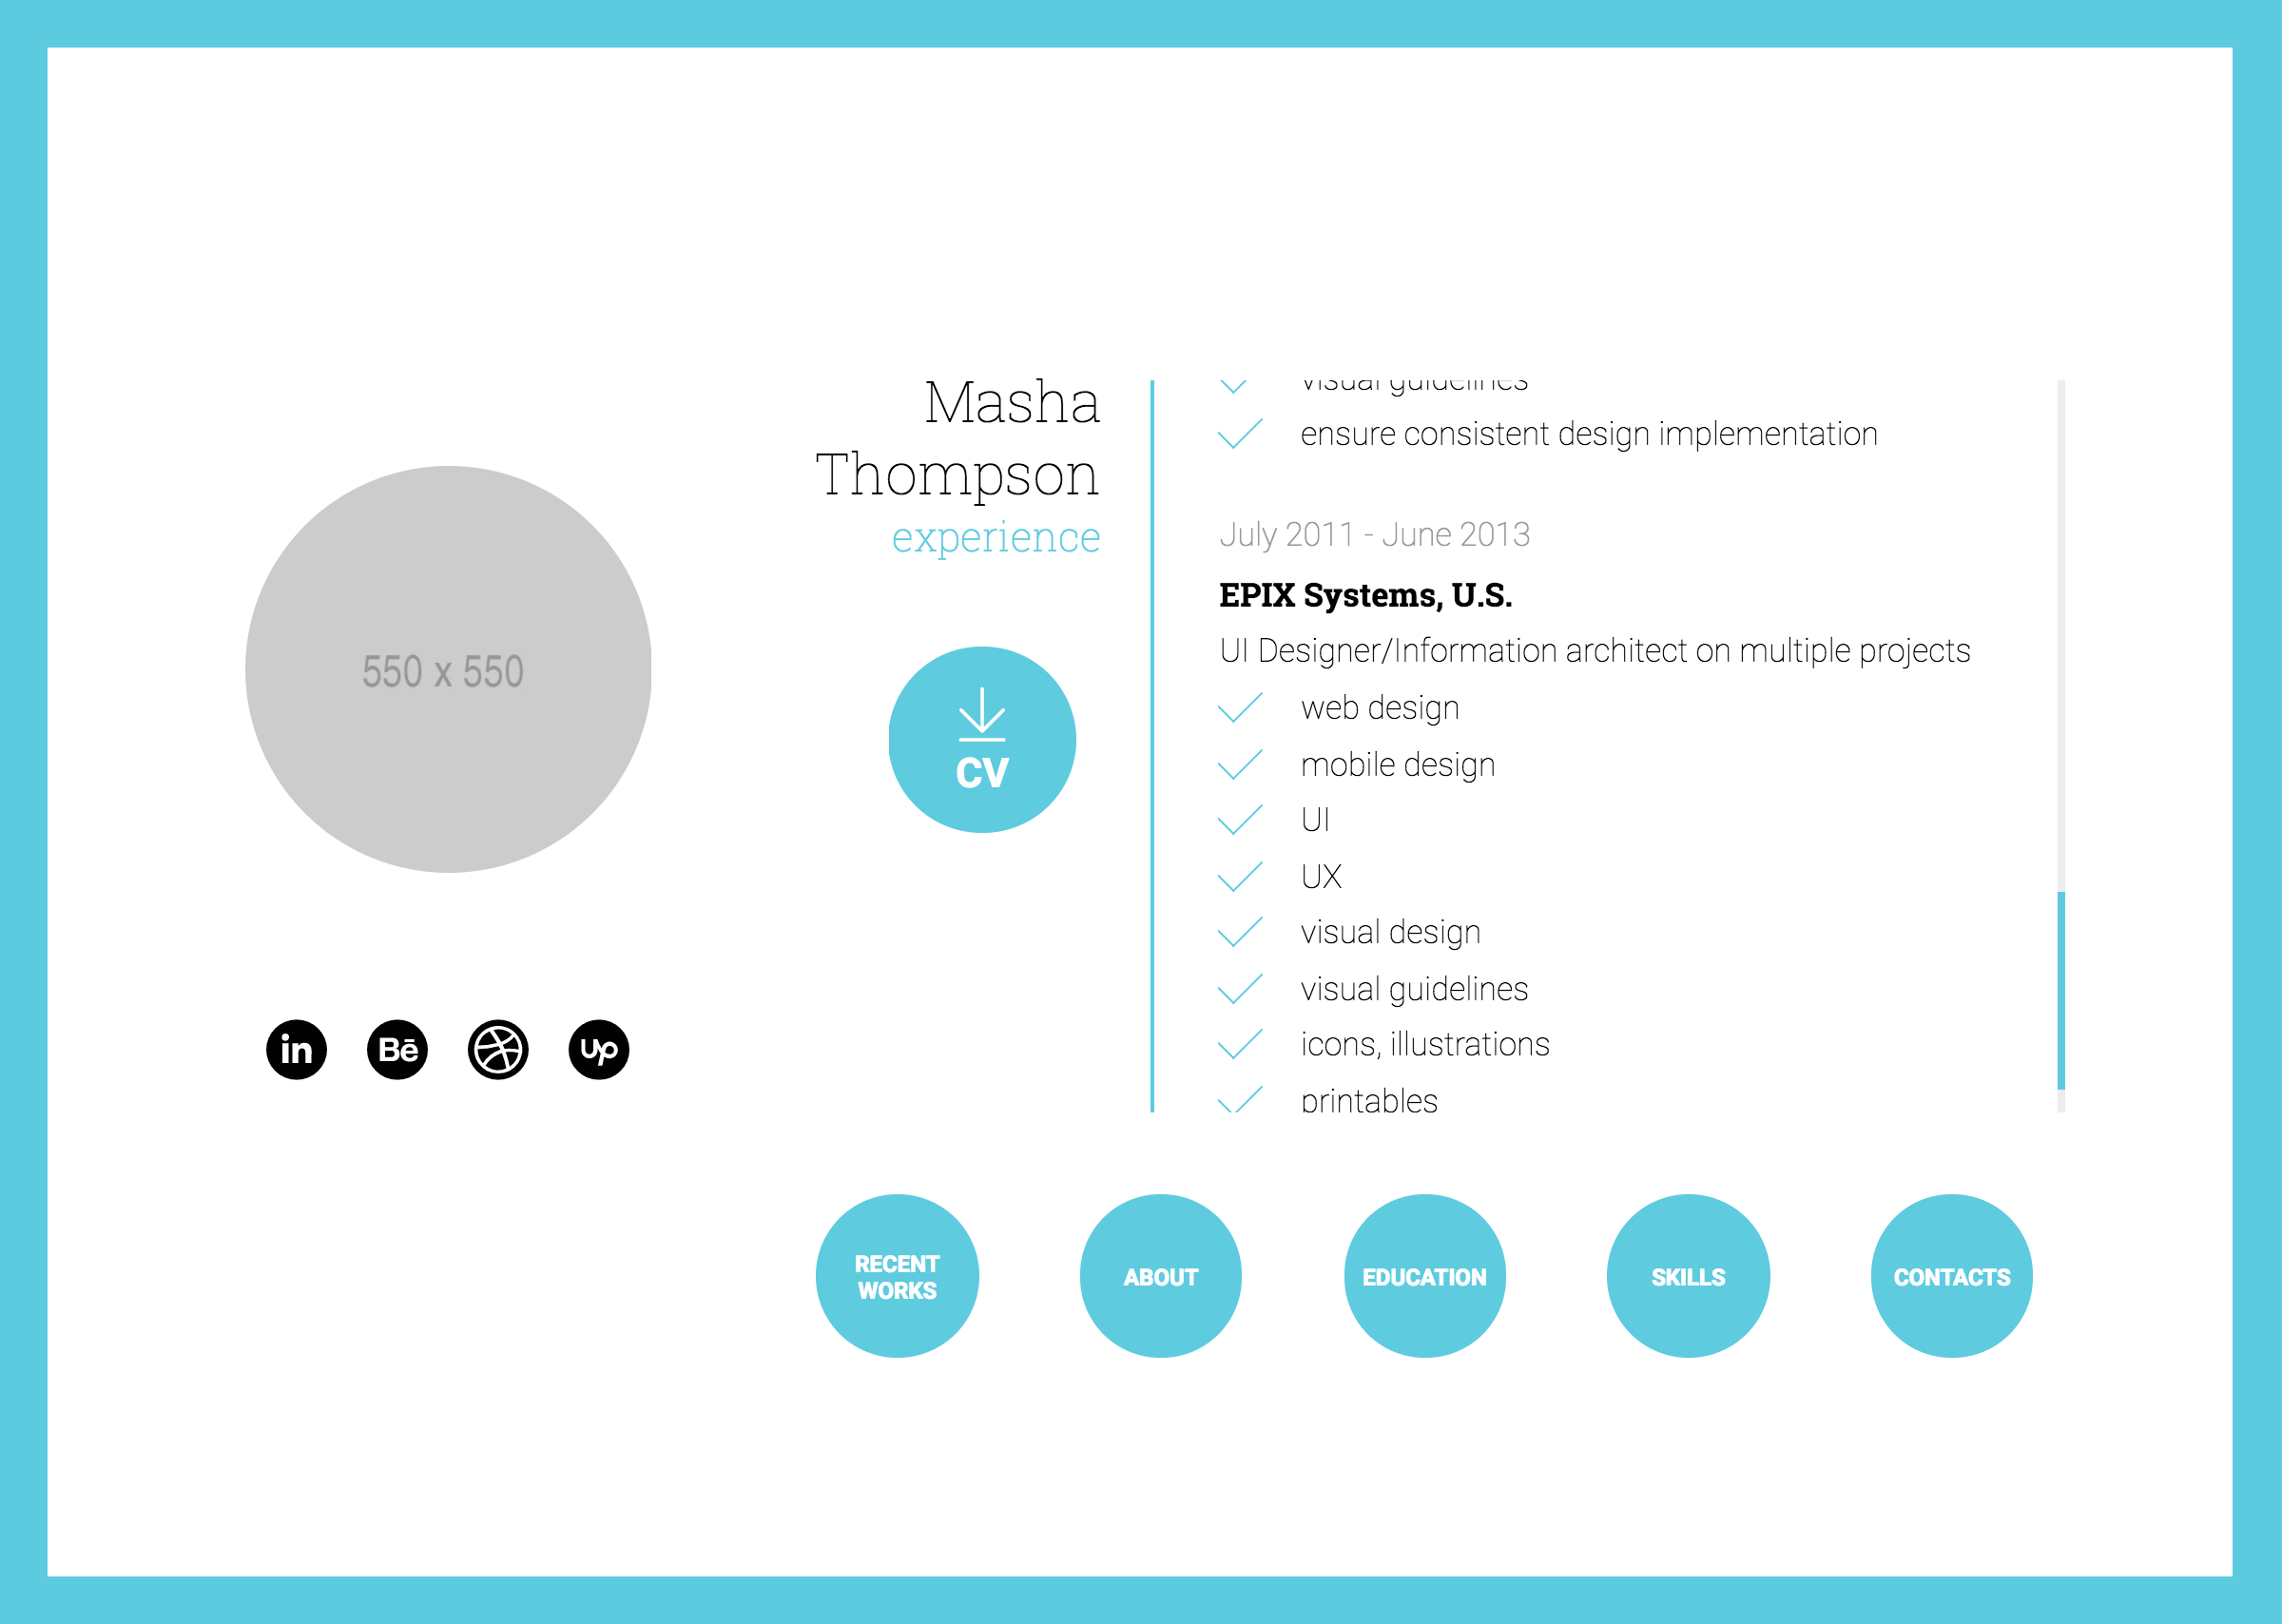 Masha
Thompson
experience
550 x 550
CV
in
Bē
up
visual guidelines
ensure consistent design implementation
July 2011 - June 2013
EPIX Systems, U.S.
UI Designer/Information architect on multiple projects
web design
mobile design
UI
UX
visual design
visual guidelines
icons, illustrations
printables
RECENT
WORKS
ABOUT
EDUCATION
SKILLS
CONTACTS